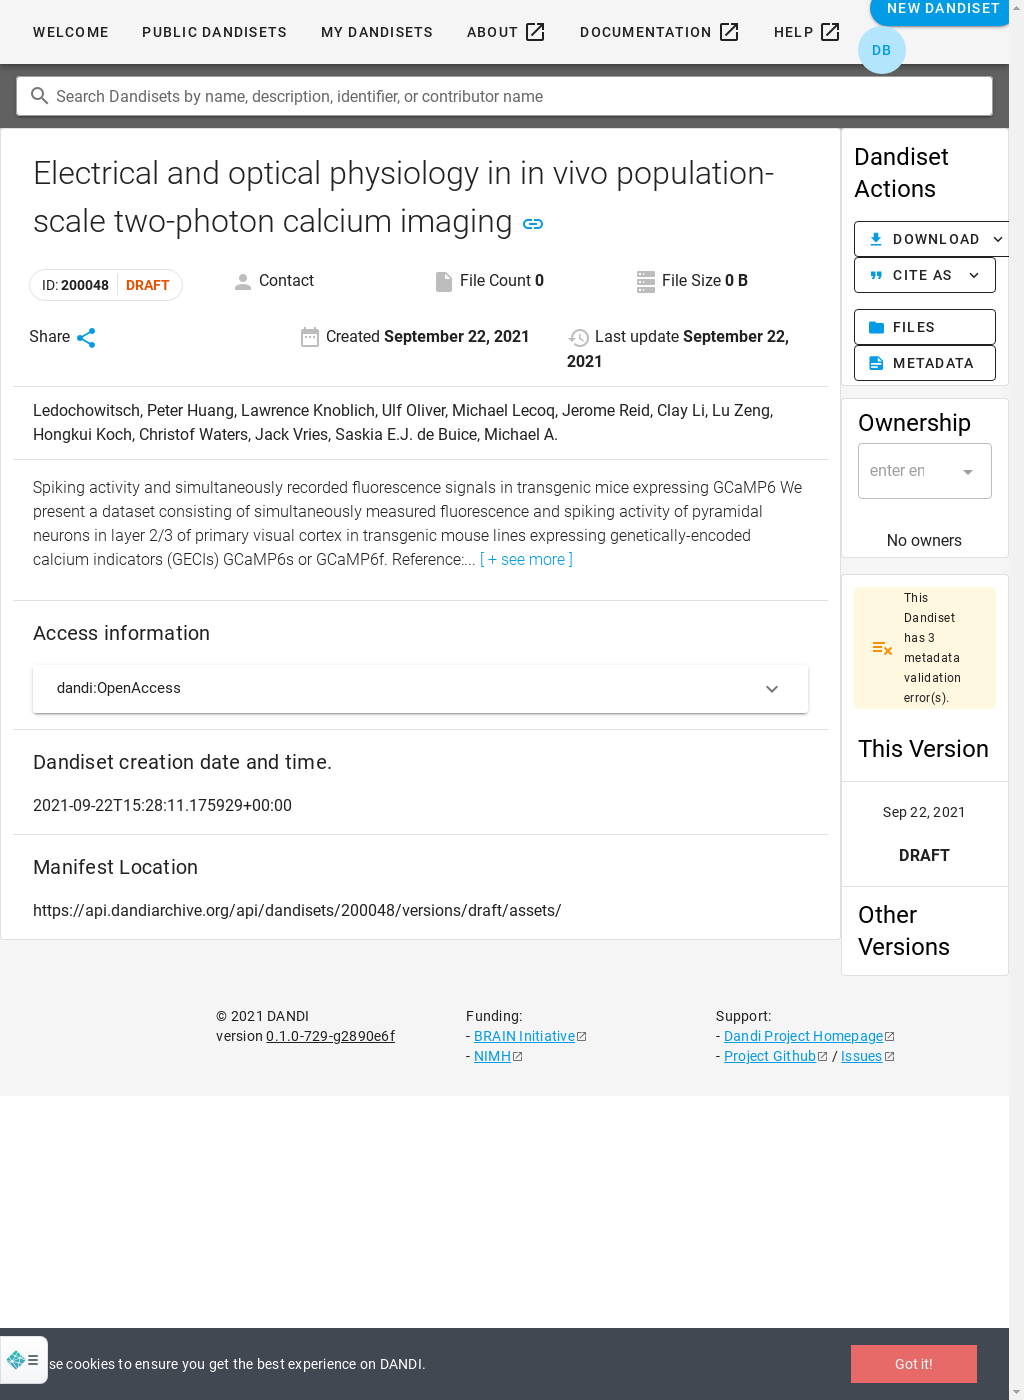 WELCOME PUBLIC DANDISETS MY DANDISETS ABOUT DOCUMENTATION HELP NEW DANDISET
DB
Search Dandisets by name, description, identifier, or contributor name
Electrical and optical physiology in in vivo population-
scale two-photon calcium imaging
ID: 200048 DRAFT
Contact
File Count 0
File Size 0 B
Share
Created September 22, 2021
Last update September 22,
2021
Ledochowitsch, Peter Huang, Lawrence Knoblich, Ulf Oliver, Michael Lecoq, Jerome Reid, Clay Li, Lu Zeng,
Hongkui Koch, Christof Waters, Jack Vries, Saskia E.J. de Buice, Michael A.
Spiking activity and simultaneously recorded fluorescence signals in transgenic mice expressing GCaMP6 We
present a dataset consisting of simultaneously measured fluorescence and spiking activity of pyramidal
neurons in layer 2/3 of primary visual cortex in transgenic mouse lines expressing genetically-encoded
calcium indicators (GECIs) GCaMP6s or GCaMP6f. Reference:... [ + see more ]
Access information
dandi:OpenAccess
Dandiset creation date and time.
2021-09-22T15:28:11.175929+00:00
Manifest Location
https://api.dandiarchive.org/api/dandisets/200048/versions/draft/assets/
Dandiset
Actions
DOWNLOAD
CITE AS
FILES
METADATA
Ownership
enter en
No owners
This
Dandiset
has 3
metadata
validation
error(s).
This Version
Sep 22, 2021
DRAFT
Other
Versions
© 2021 DANDI
version 0.1.0-729-g2890e6f
Funding:
- BRAIN Initiative
- NIMH
Support:
- Dandi Project Homepage
- Project Github / Issues
se cookies to ensure you get the best experience on DANDI.
Got it!